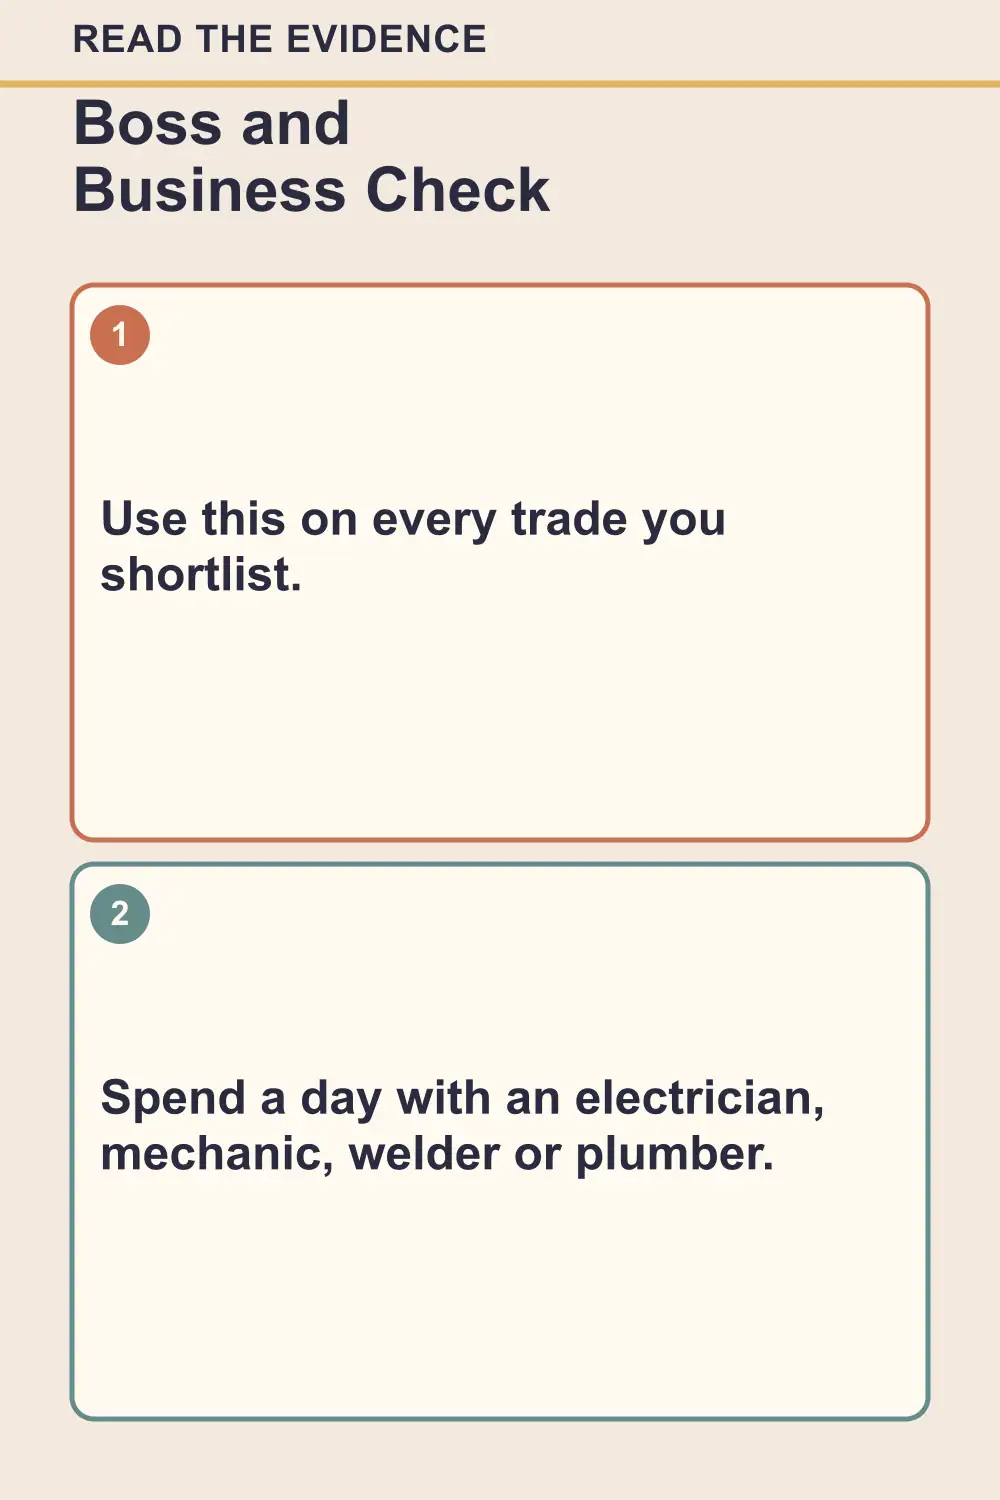 READ THE EVIDENCE
Boss and
Business Check
1
Use this on every trade you
shortlist.
2
Spend a day with an electrician,
mechanic, welder or plumber.